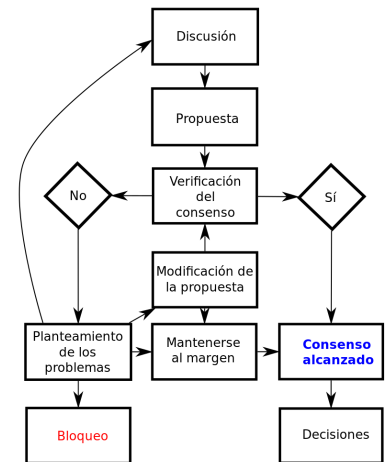 Discusión
Propuesta
Verificación
del
consenso
No
Sí
Modificación de
la propuesta
Planteamiento
de los
problemas
Mantenerse
al margen
Consenso
alcanzado
Bloqueo
Decisiones